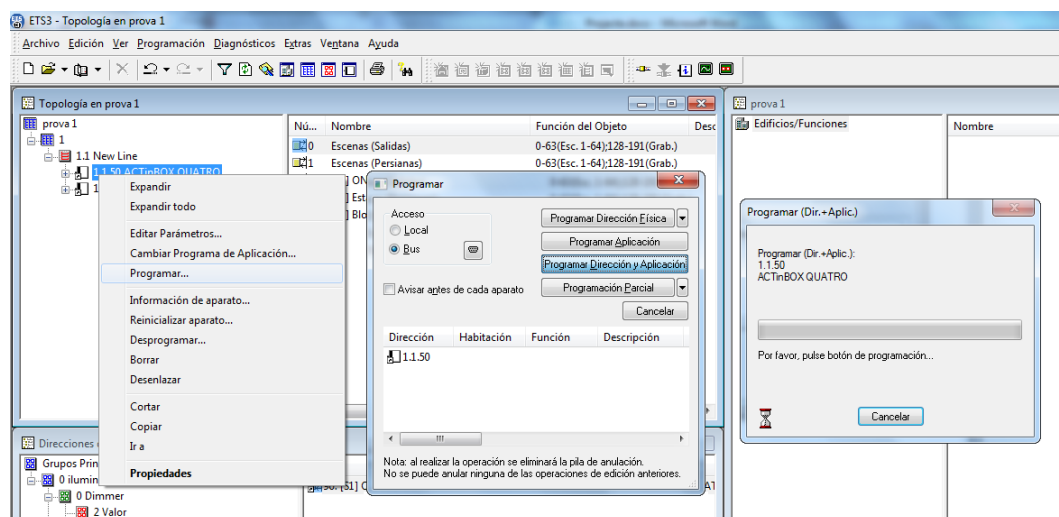 ETS3 - Topología en prova 1
Archivo Edición Ver Programación Diagnósticos Extras Ventana Ayuda
Topología en prova 1
prova 1
1
1.1 New Line
1.1.50 ACTinBOX QUATRO
1
Nú... Nombre Función del Objeto Desc
0 Escenas (Salidas) 0-63(Esc. 1-64);128-191(Grab.)
1 Escenas (Persianas) 0-63(Esc. 1-64);128-191(Grab.)
] ON
] Est
] Blo
Expandir
Expandir todo
Editar Parámetros...
Cambiar Programa de Aplicación...
Programar...
Información de aparato...
Reinicializar aparato...
Desprogramar...
Borrar
Desenlazar
Cortar
Copiar
Ir a
Propiedades
Programar
Acceso
Local
Bus
Programar Dirección Física
Programar Aplicación
Programar Dirección y Aplicación
Avisar antes de cada aparato
Programación Parcial
Cancelar
Dirección Habitación Función Descripción
1.1.50
Nota: al realizar la operación se eliminará la pila de anulación.
No se puede anular ninguna de las operaciones de edición anteriores.
prova 1
Edificios/Funciones
Nombre
Programar (Dir.+Aplic.)
Programar (Dir.+Aplic.):
1.1.50
ACTinBOX QUATRO
Por favor, pulse botón de programación...
Cancelar
Direcciones
Grupos Prin
0 ilumin
0 Dimmer
2 Valor